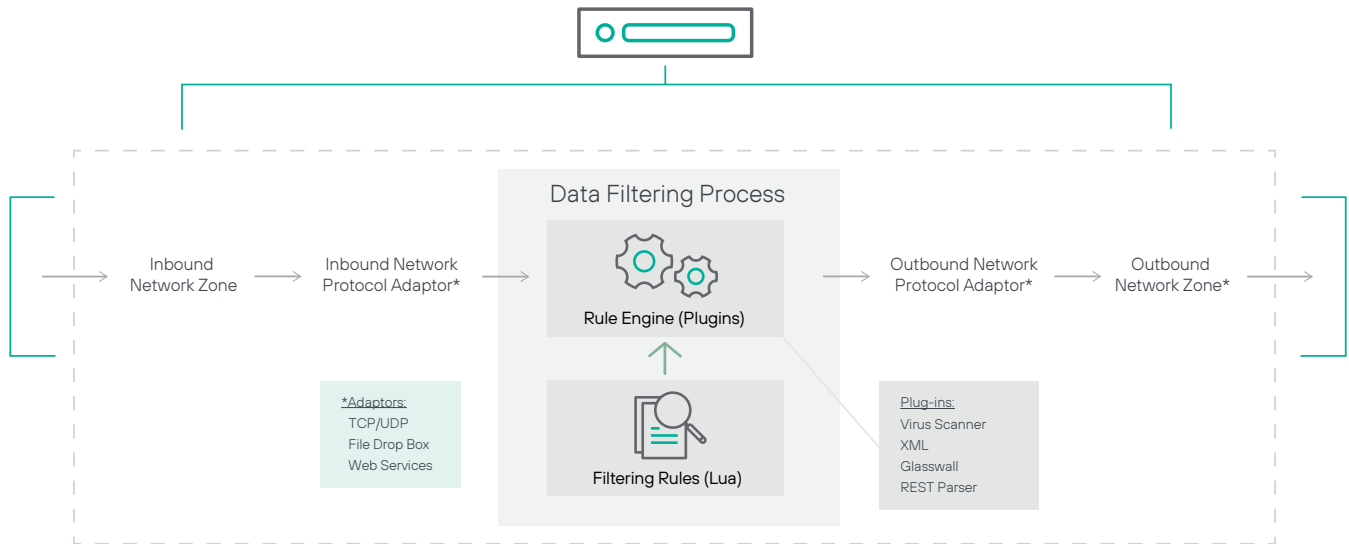 Data Filtering Process
Inbound
Network Zone
Inbound Network
Protocol Adaptor*
Rule Engine (Plugins)
Outbound Network
Protocol Adaptor*
Outbound
Network Zone*
*Adaptors:
TCP/UDP
File Drop Box
Web Services
Filtering Rules (Lua)
Plug-ins:
Virus Scanner
XML
Glasswall
REST Parser